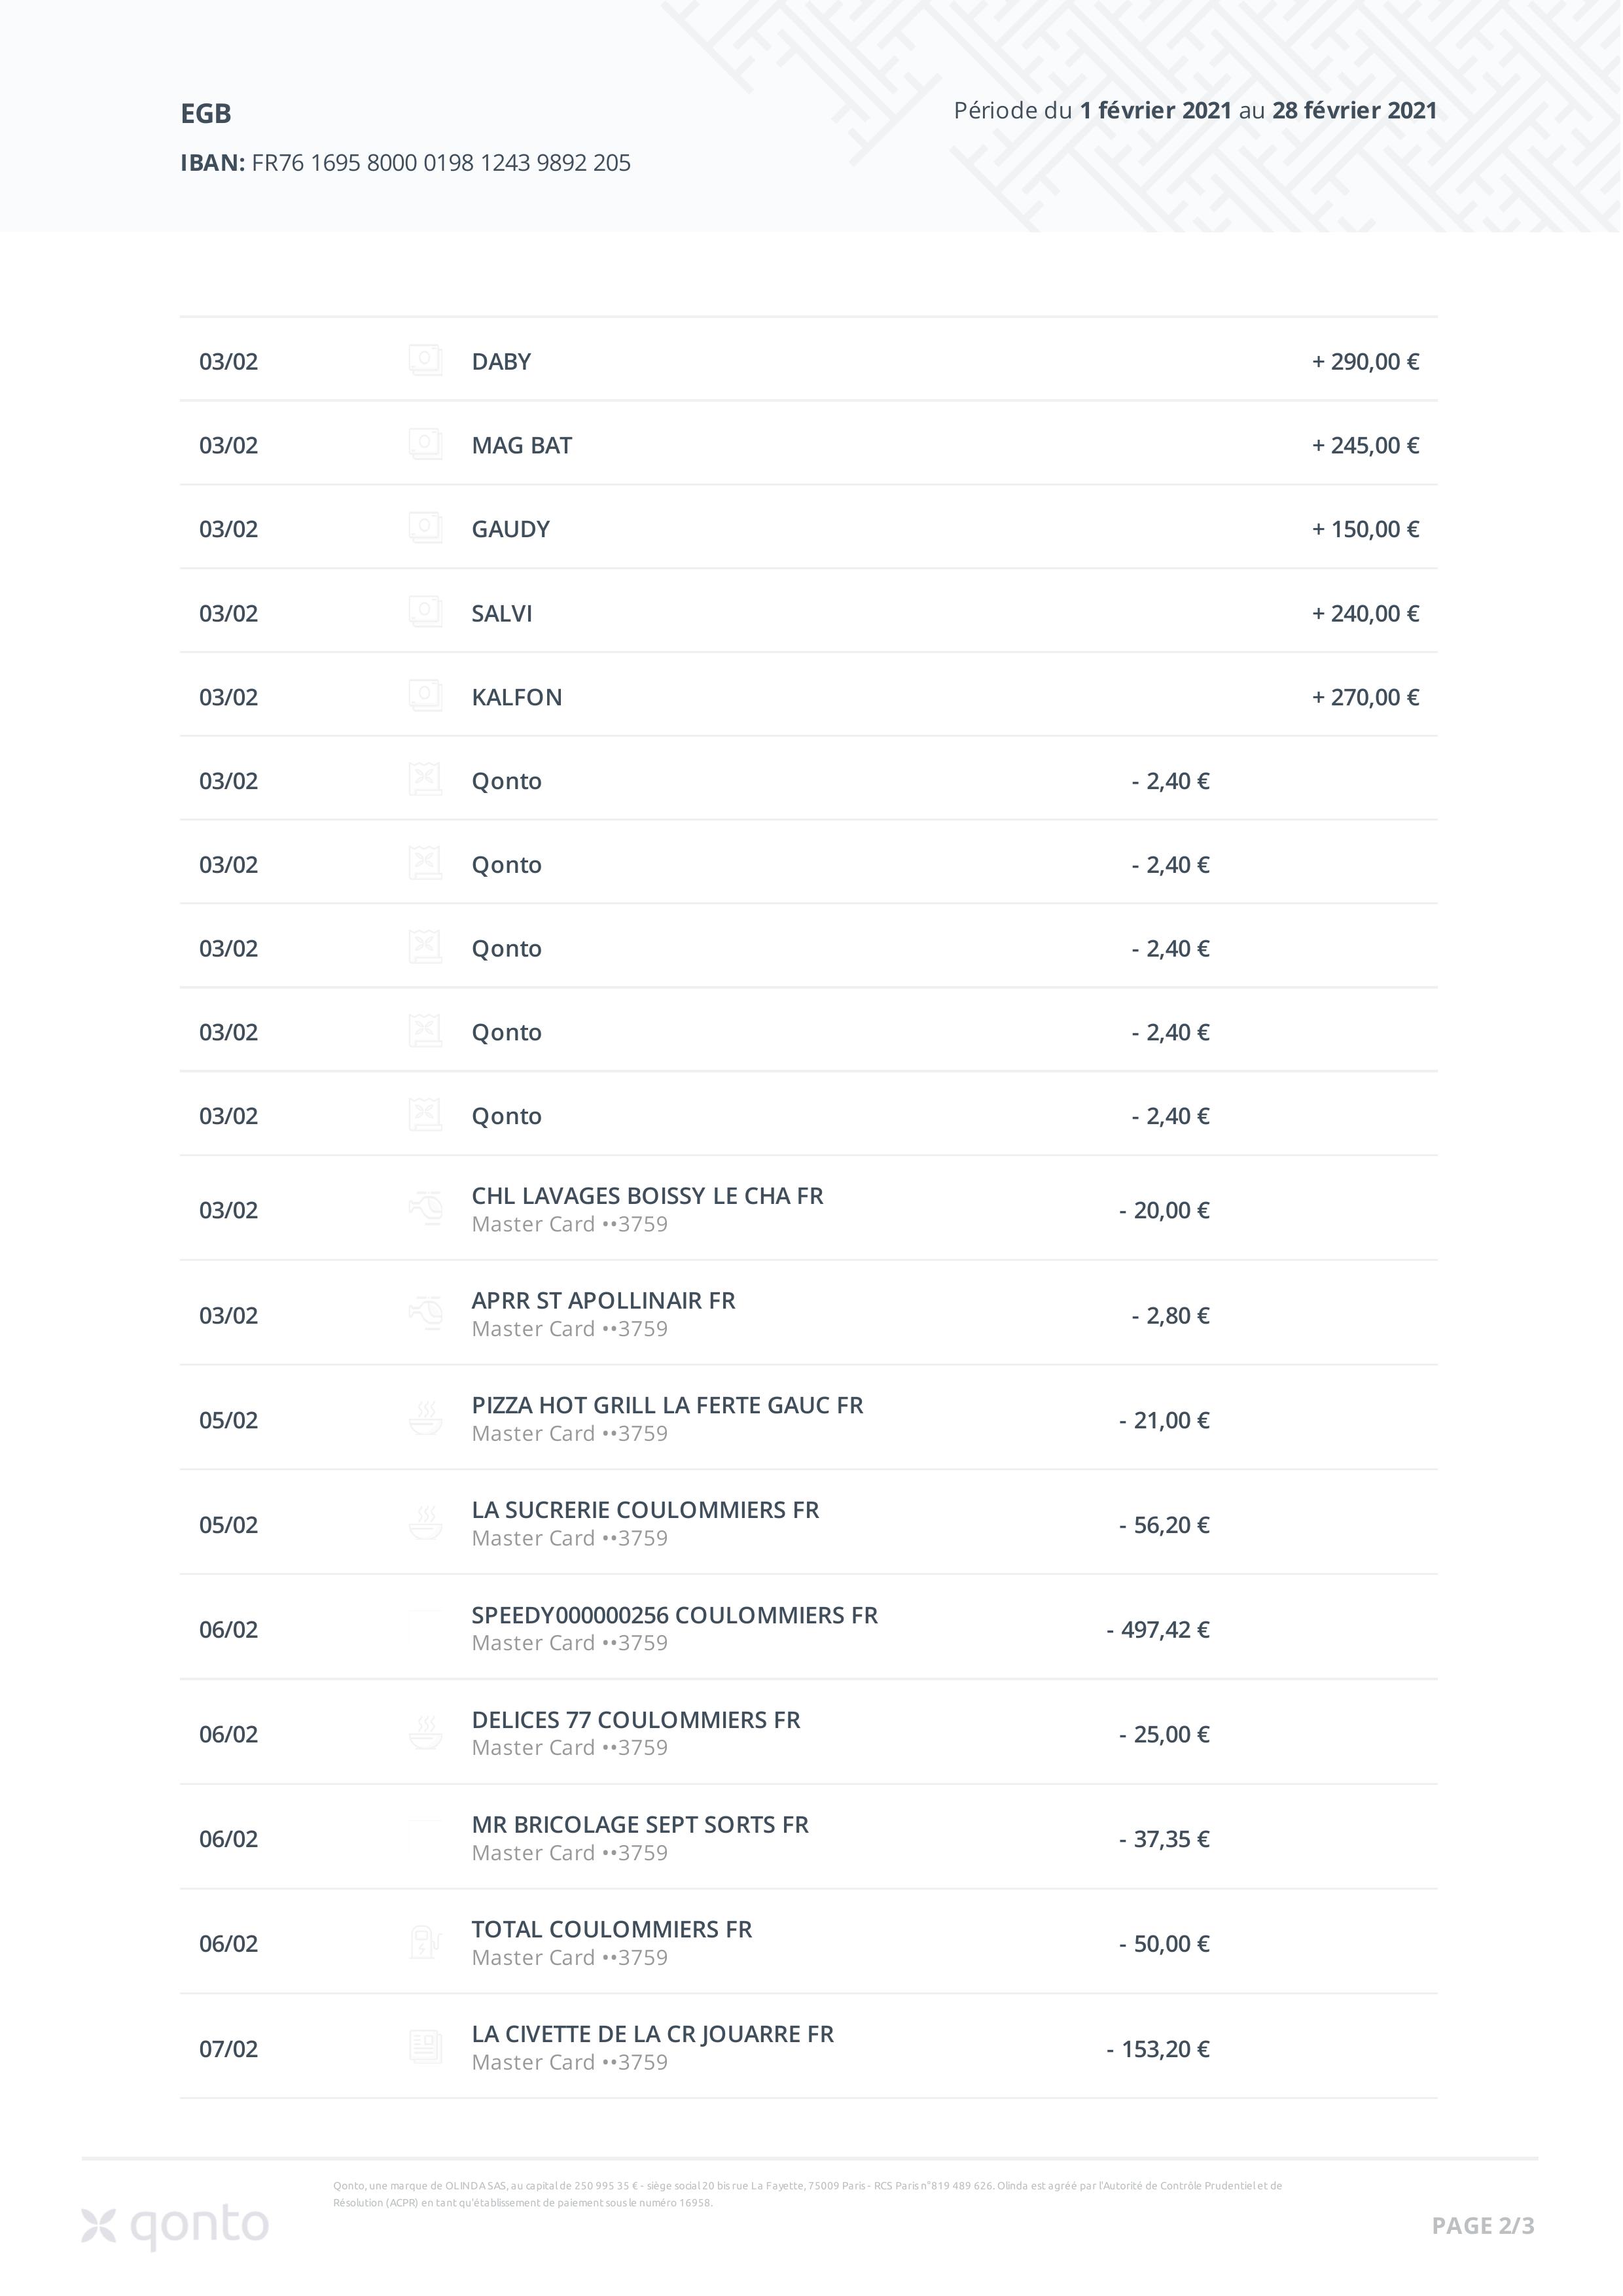 EGB
Période du 1 février 2021 au 28 février 2021
IBAN: FR76 1695 8000 0198 1243 9892 205
03/02 DABY + 290,00 €
03/02 MAG BAT + 245,00 €
03/02 GAUDY + 150,00 €
03/02 SALVI + 240,00 €
03/02 KALFON + 270,00 €
03/02 Qonto - 2,40 €
03/02 Qonto - 2,40 €
03/02 Qonto - 2,40 €
03/02 Qonto - 2,40 €
03/02 Qonto - 2,40 €
03/02 CHL LAVAGES BOISSY LE CHA FR - 20,00 €
Master Card ••3759
03/02 APRR ST APOLLINAIR FR - 2,80 €
Master Card ••3759
05/02 PIZZA HOT GRILL LA FERTE GAUC FR - 21,00 €
Master Card ••3759
05/02 LA SUCRERIE COULOMMIERS FR - 56,20 €
Master Card ••3759
06/02 SPEEDY000000256 COULOMMIERS FR - 497,42 €
Master Card ••3759
06/02 DELICES 77 COULOMMIERS FR - 25,00 €
Master Card ••3759
06/02 MR BRICOLAGE SEPT SORTS FR - 37,35 €
Master Card ••3759
06/02 TOTAL COULOMMIERS FR - 50,00 €
Master Card ••3759
07/02 LA CIVETTE DE LA CR JOUARRE FR - 153,20 €
Master Card ••3759
Qonto, une marque de OLINDA SAS, au capital de 250 995 35 € - siège social 20 bis rue La Fayette, 75009 Paris - RCS Paris n°819 489 626. Olinda est agréé par l'Autorité de Contrôle Prudentiel et de
Résolution (ACPR) en tant qu'établissement de paiement sous le numéro 16958.
qonto
PAGE 2/3